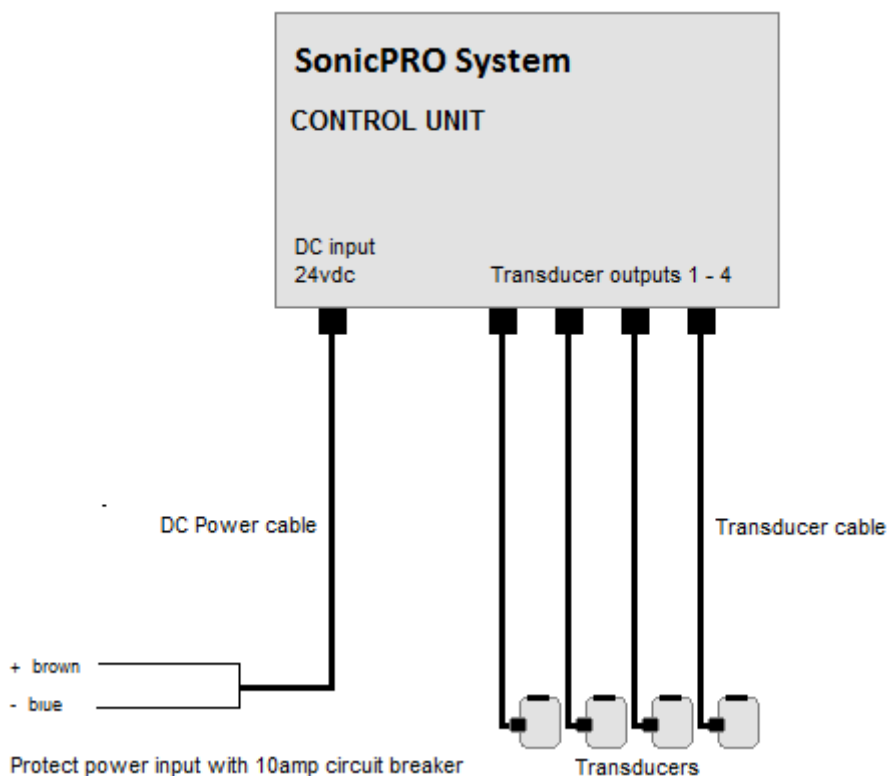 SonicPRO System
CONTROL UNIT
DC input
24vdc
Transducer outputs 1 - 4
DC Power cable
Transducer cable
+ brown
- blue
Protect power input with 10amp circuit breaker
Transducers